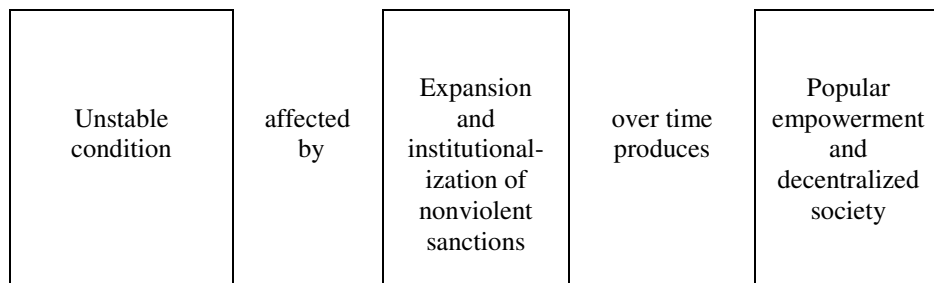 Unstable
condition
affected
by
Expansion
and
institutional-
ization of
nonviolent
sanctions
over time
produces
Popular
empowerment
and
decentralized
society